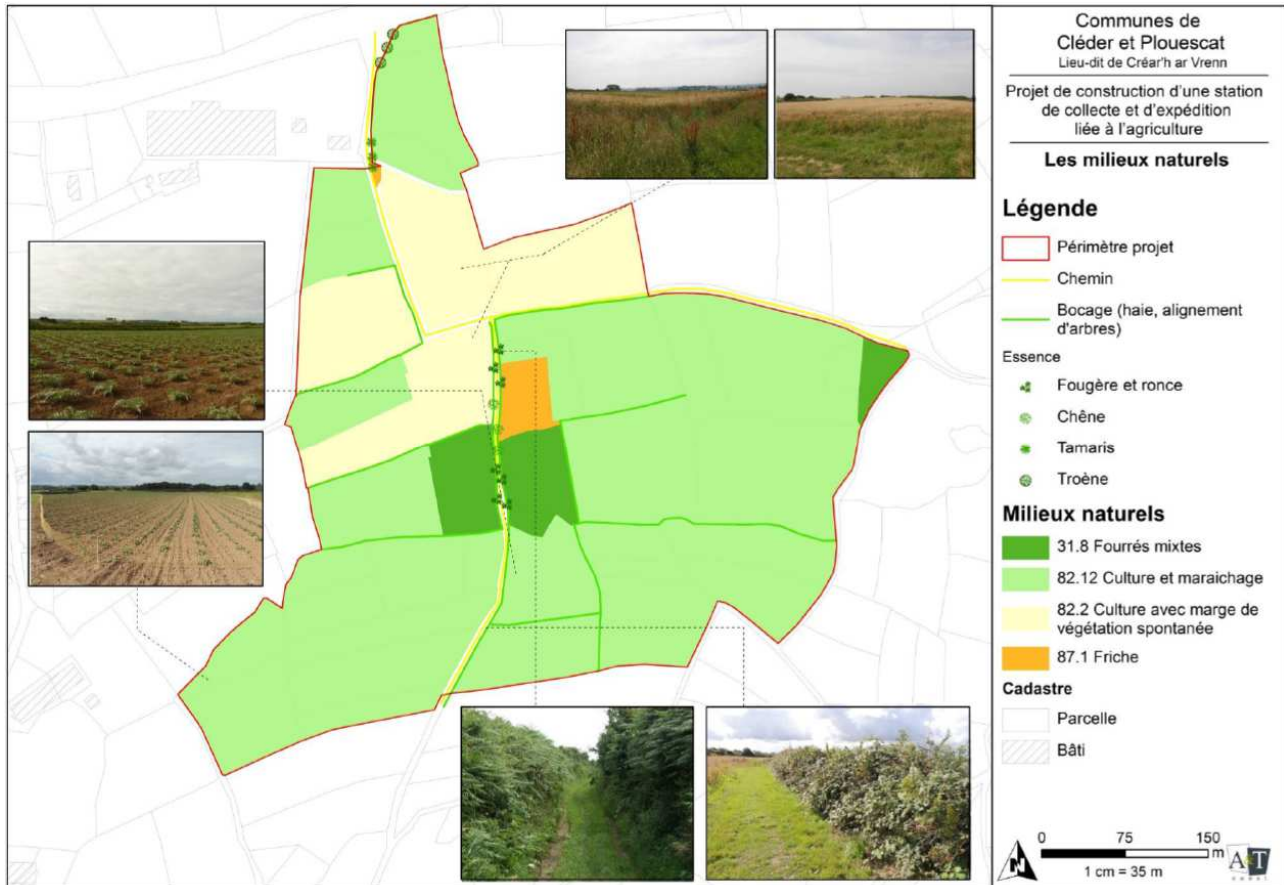 Communes de
Cléder et Plouescat
Lieu-dit de Créar'h ar Vrenn
Projet de construction d'une station
de collecte et d'expédition
liée à l'agriculture
Les milieux naturels
Légende
Périmètre projet
Chemin
Bocage (haie, alignement
d'arbres)
Essence
Fougère et ronce
Chêne
Tamaris
Troène
Milieux naturels
31.8 Fourrés mixtes
82.12 Culture et maraichage
82.2 Culture avec marge de
végétation spontanée
87.1 Friche
Cadastre
Parcelle
Bâti
N
0 75 150
m
1 cm = 35 m